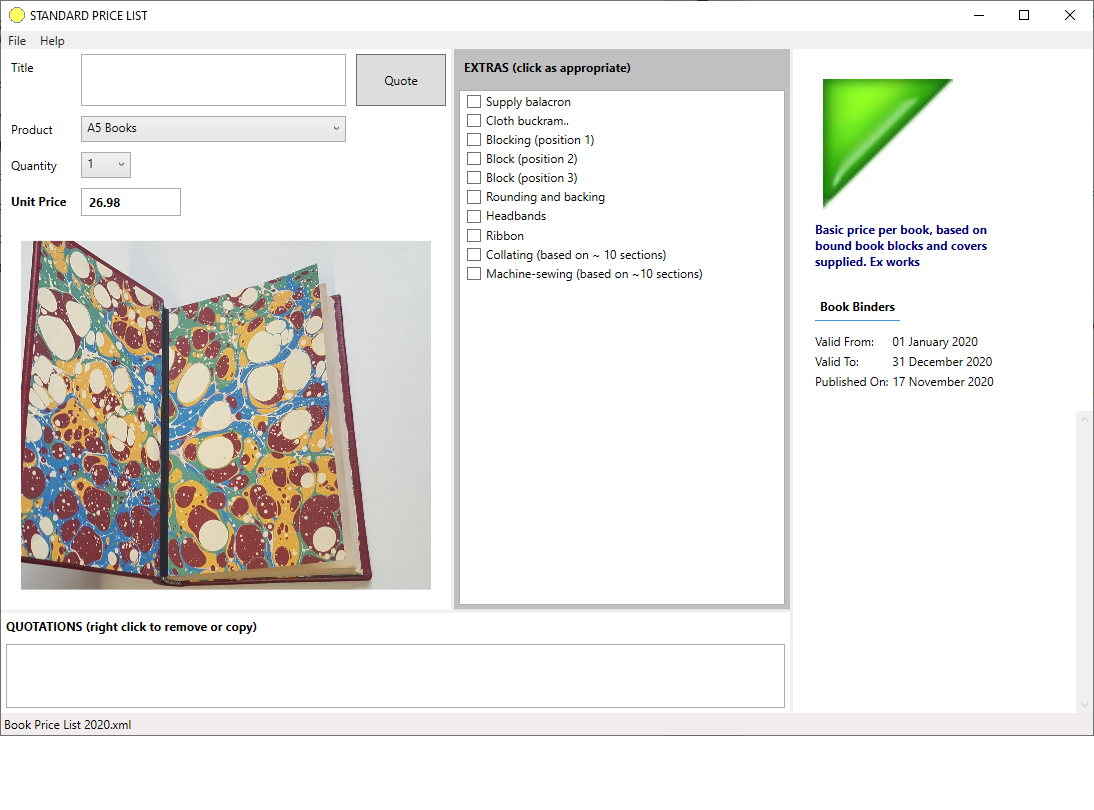 STANDARD PRICE LIST
File Help
Title
Quote
Product A5 Books
Quantity 1
Unit Price 26.98
EXTRAS (click as appropriate)
Supply balacron
Cloth buckram..
Blocking (position 1)
Block (position 2)
Block (position 3)
Rounding and backing
Headbands
Ribbon
Collating (based on ~ 10 sections)
Machine-sewing (based on ~10 sections)
Basic price per book, based on
bound book blocks and covers
supplied. Ex works
Book Binders
Valid From: 01 January 2020
Valid To: 31 December 2020
Published On: 17 November 2020
QUOTATIONS (right click to remove or copy)
Book Price List 2020.xml